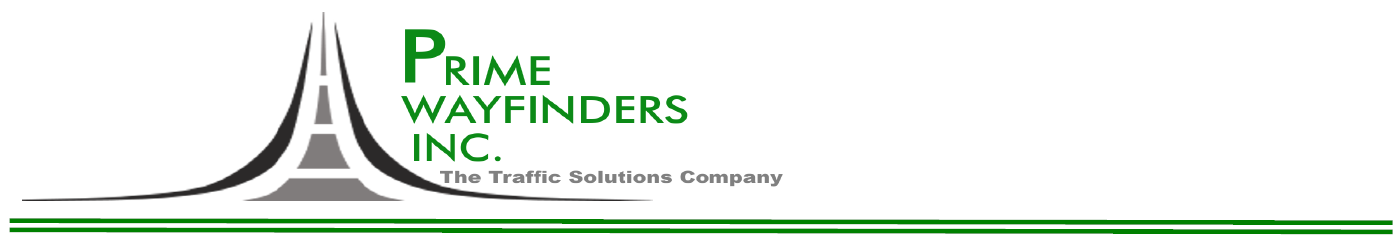 PRIME
WAYFINDERS
INC.
The Traffic Solutions Company